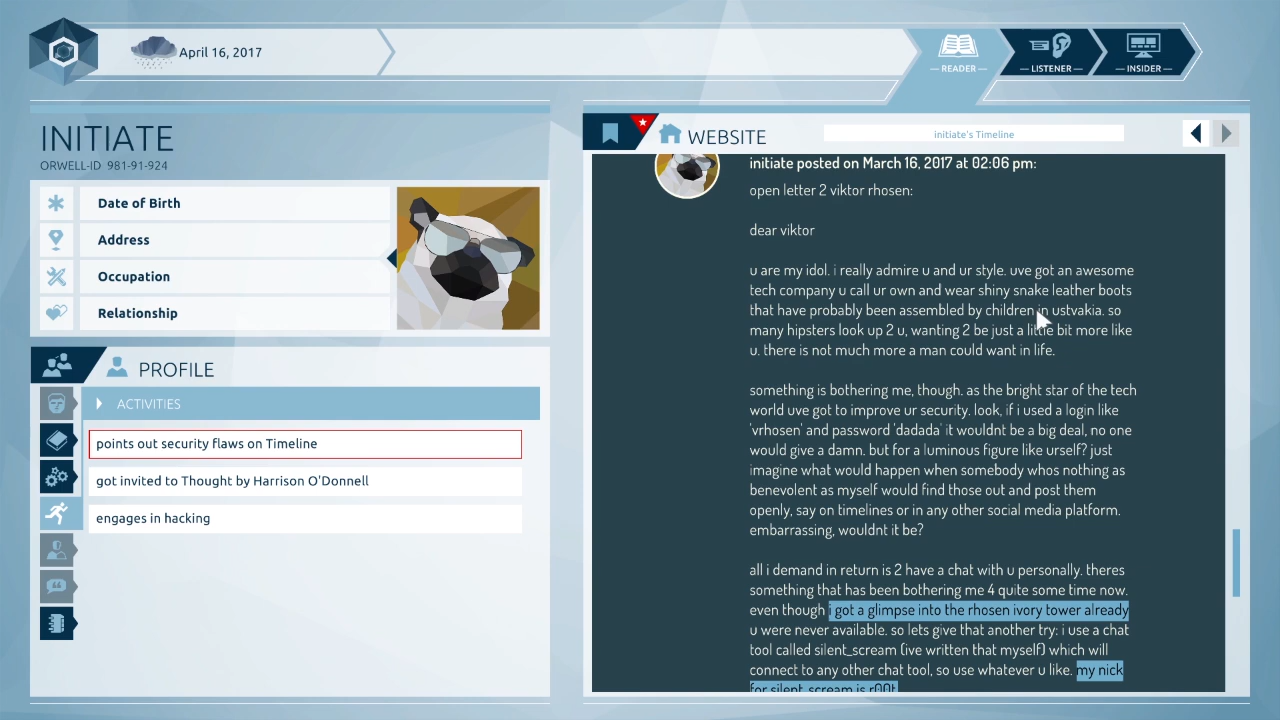 April 16, 2017
— READER —
— LISTENER —
— INSIDER —
INITIATE
ORWELL-ID 981-91-924
Date of Birth
Address
Occupation
Relationship
PROFILE
ACTIVITIES
points out security flaws on Timeline
got invited to Thought by Harrison O'Donnell
engages in hacking
WEBSITE
initiate's Timeline
initiate posted on March 16, 2017 at 02:06 pm:
open letter 2 viktor rhosen:
dear viktor
u are my idol. i really admire u and ur style. uve got an awesome
tech company u call ur own and wear shiny snake leather boots
that have probably been assembled by children in ustvakia. so
many hipsters look up 2 u, wanting 2 be just a little bit more like
u. there is not much more a man could want in life.
something is bothering me, though. as the bright star of the tech
world uve got to improve ur security. look, if i used a login like
'vrhosen' and password 'dadada' it wouldnt be a big deal, no one
would give a damn. but for a luminous figure like urself? just
imagine what would happen when somebody whos nothing as
benevolent as myself would find those out and post them
openly, say on timelines or in any other social media platform.
embarrassing, wouldnt it be?
all i demand in return is 2 have a chat with u personally. theres
something that has been bothering me 4 quite some time now.
even though i got a glimpse into the rhosen ivory tower already
u were never available. so lets give that another try: i use a chat
tool called silent_scream (ive written that myself) which will
connect to any other chat tool, so use whatever u like. my nick
for silent_scream is r00t